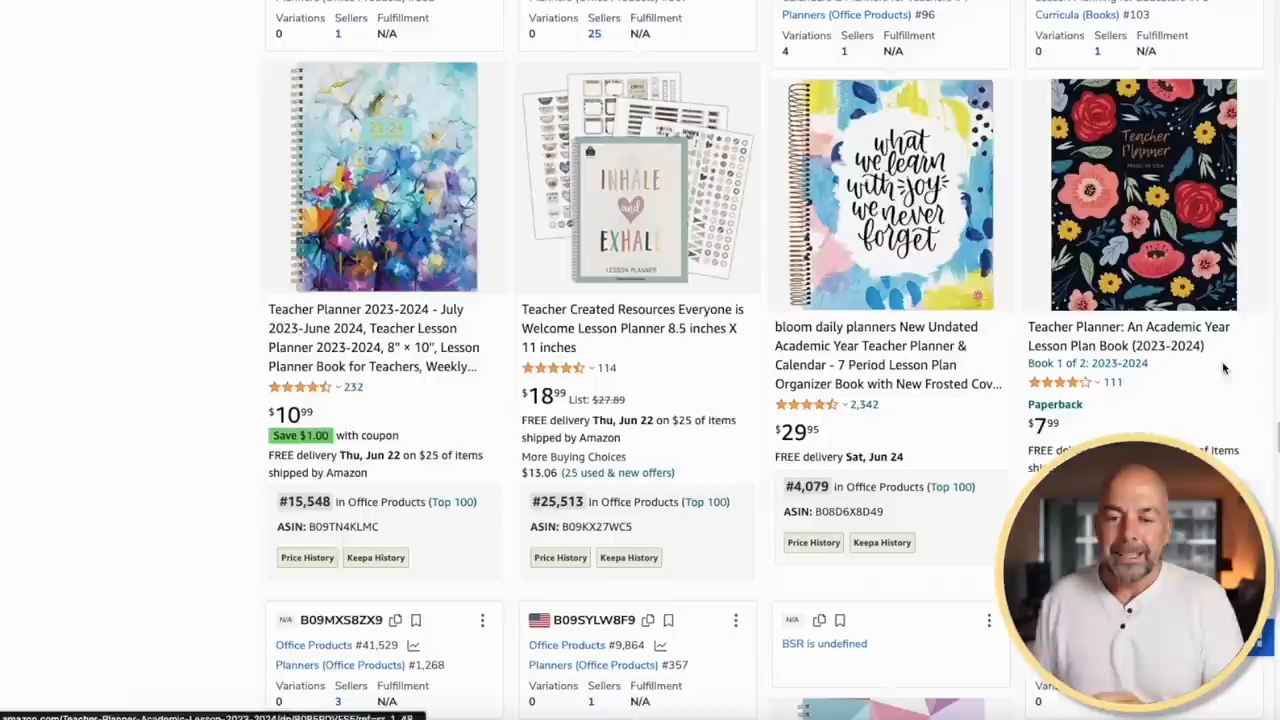 Variations Sellers Fulfillment
0 1 N/A
Variations Sellers Fulfillment
0 25 N/A
Planners (Office Products) #96
Variations Sellers Fulfillment
4 1 N/A
Curricula (Books) #103
Variations Sellers Fulfillment
0 1 N/A
23-24
INHALE
and
EXHALE
LESSON PLANNER
what
we learn
with joy
we never
forget
Teacher
Planner
Teacher Planner 2023-2024 - July
2023-June 2024, Teacher Lesson
Planner 2023-2024, 8" × 10", Lesson
Planner Book for Teachers, Weekly...
232
$10⁹⁹
Save $1.00 with coupon
FREE delivery Thu, Jun 22 on $25 of items
shipped by Amazon
#15,548 in Office Products (Top 100)
ASIN: B09TN4KLMC
Price History Keepa History
Teacher Created Resources Everyone is
Welcome Lesson Planner 8.5 inches X
11 inches
114
$18⁹⁹ List: $27.89
FREE delivery Thu, Jun 22 on $25 of items
shipped by Amazon
More Buying Choices
$13.06 (25 used & new offers)
#25,513 in Office Products (Top 100)
ASIN: B09KX27WC5
Price History Keepa History
bloom daily planners New Undated
Academic Year Teacher Planner &
Calendar - 7 Period Lesson Plan
Organizer Book with New Frosted Cov...
2,342
$29⁹⁵
FREE delivery Sat, Jun 24
#4,079 in Office Products (Top 100)
ASIN: B08D6X8D49
Price History Keepa History
Teacher Planner: An Academic Year
Lesson Plan Book (2023-2024)
Book 1 of 2: 2023-2024
111
Paperback
$7⁹⁹
FREE of items
N/A B09MXS8ZX9
Office Products #41,529
Planners (Office Products) #1,268
Variations Sellers Fulfillment
0 3 N/A
B09SYLW8F9
Office Products #9,864
Planners (Office Products) #357
Variations Sellers Fulfillment
0 1 N/A
N/A
BSR is undefined
0